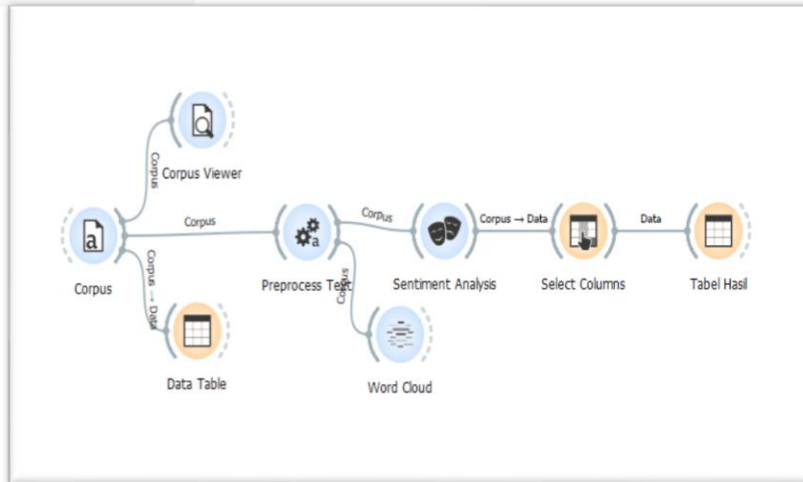 Corpus Viewer
Corpus
Corpus
Corpus
Corpus → Data
Data Table
Preprocess Text
Corpus
Corpus
Word Cloud
Sentiment Analysis
Corpus → Data
Select Columns
Data
Tabel Hasil